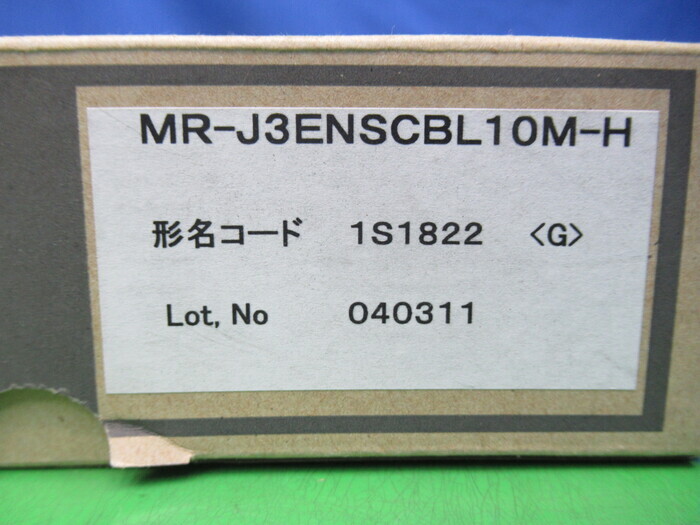 MR-J3ENSCBL10M-H
形名コード 1S1822 <G>
Lot, No 040311